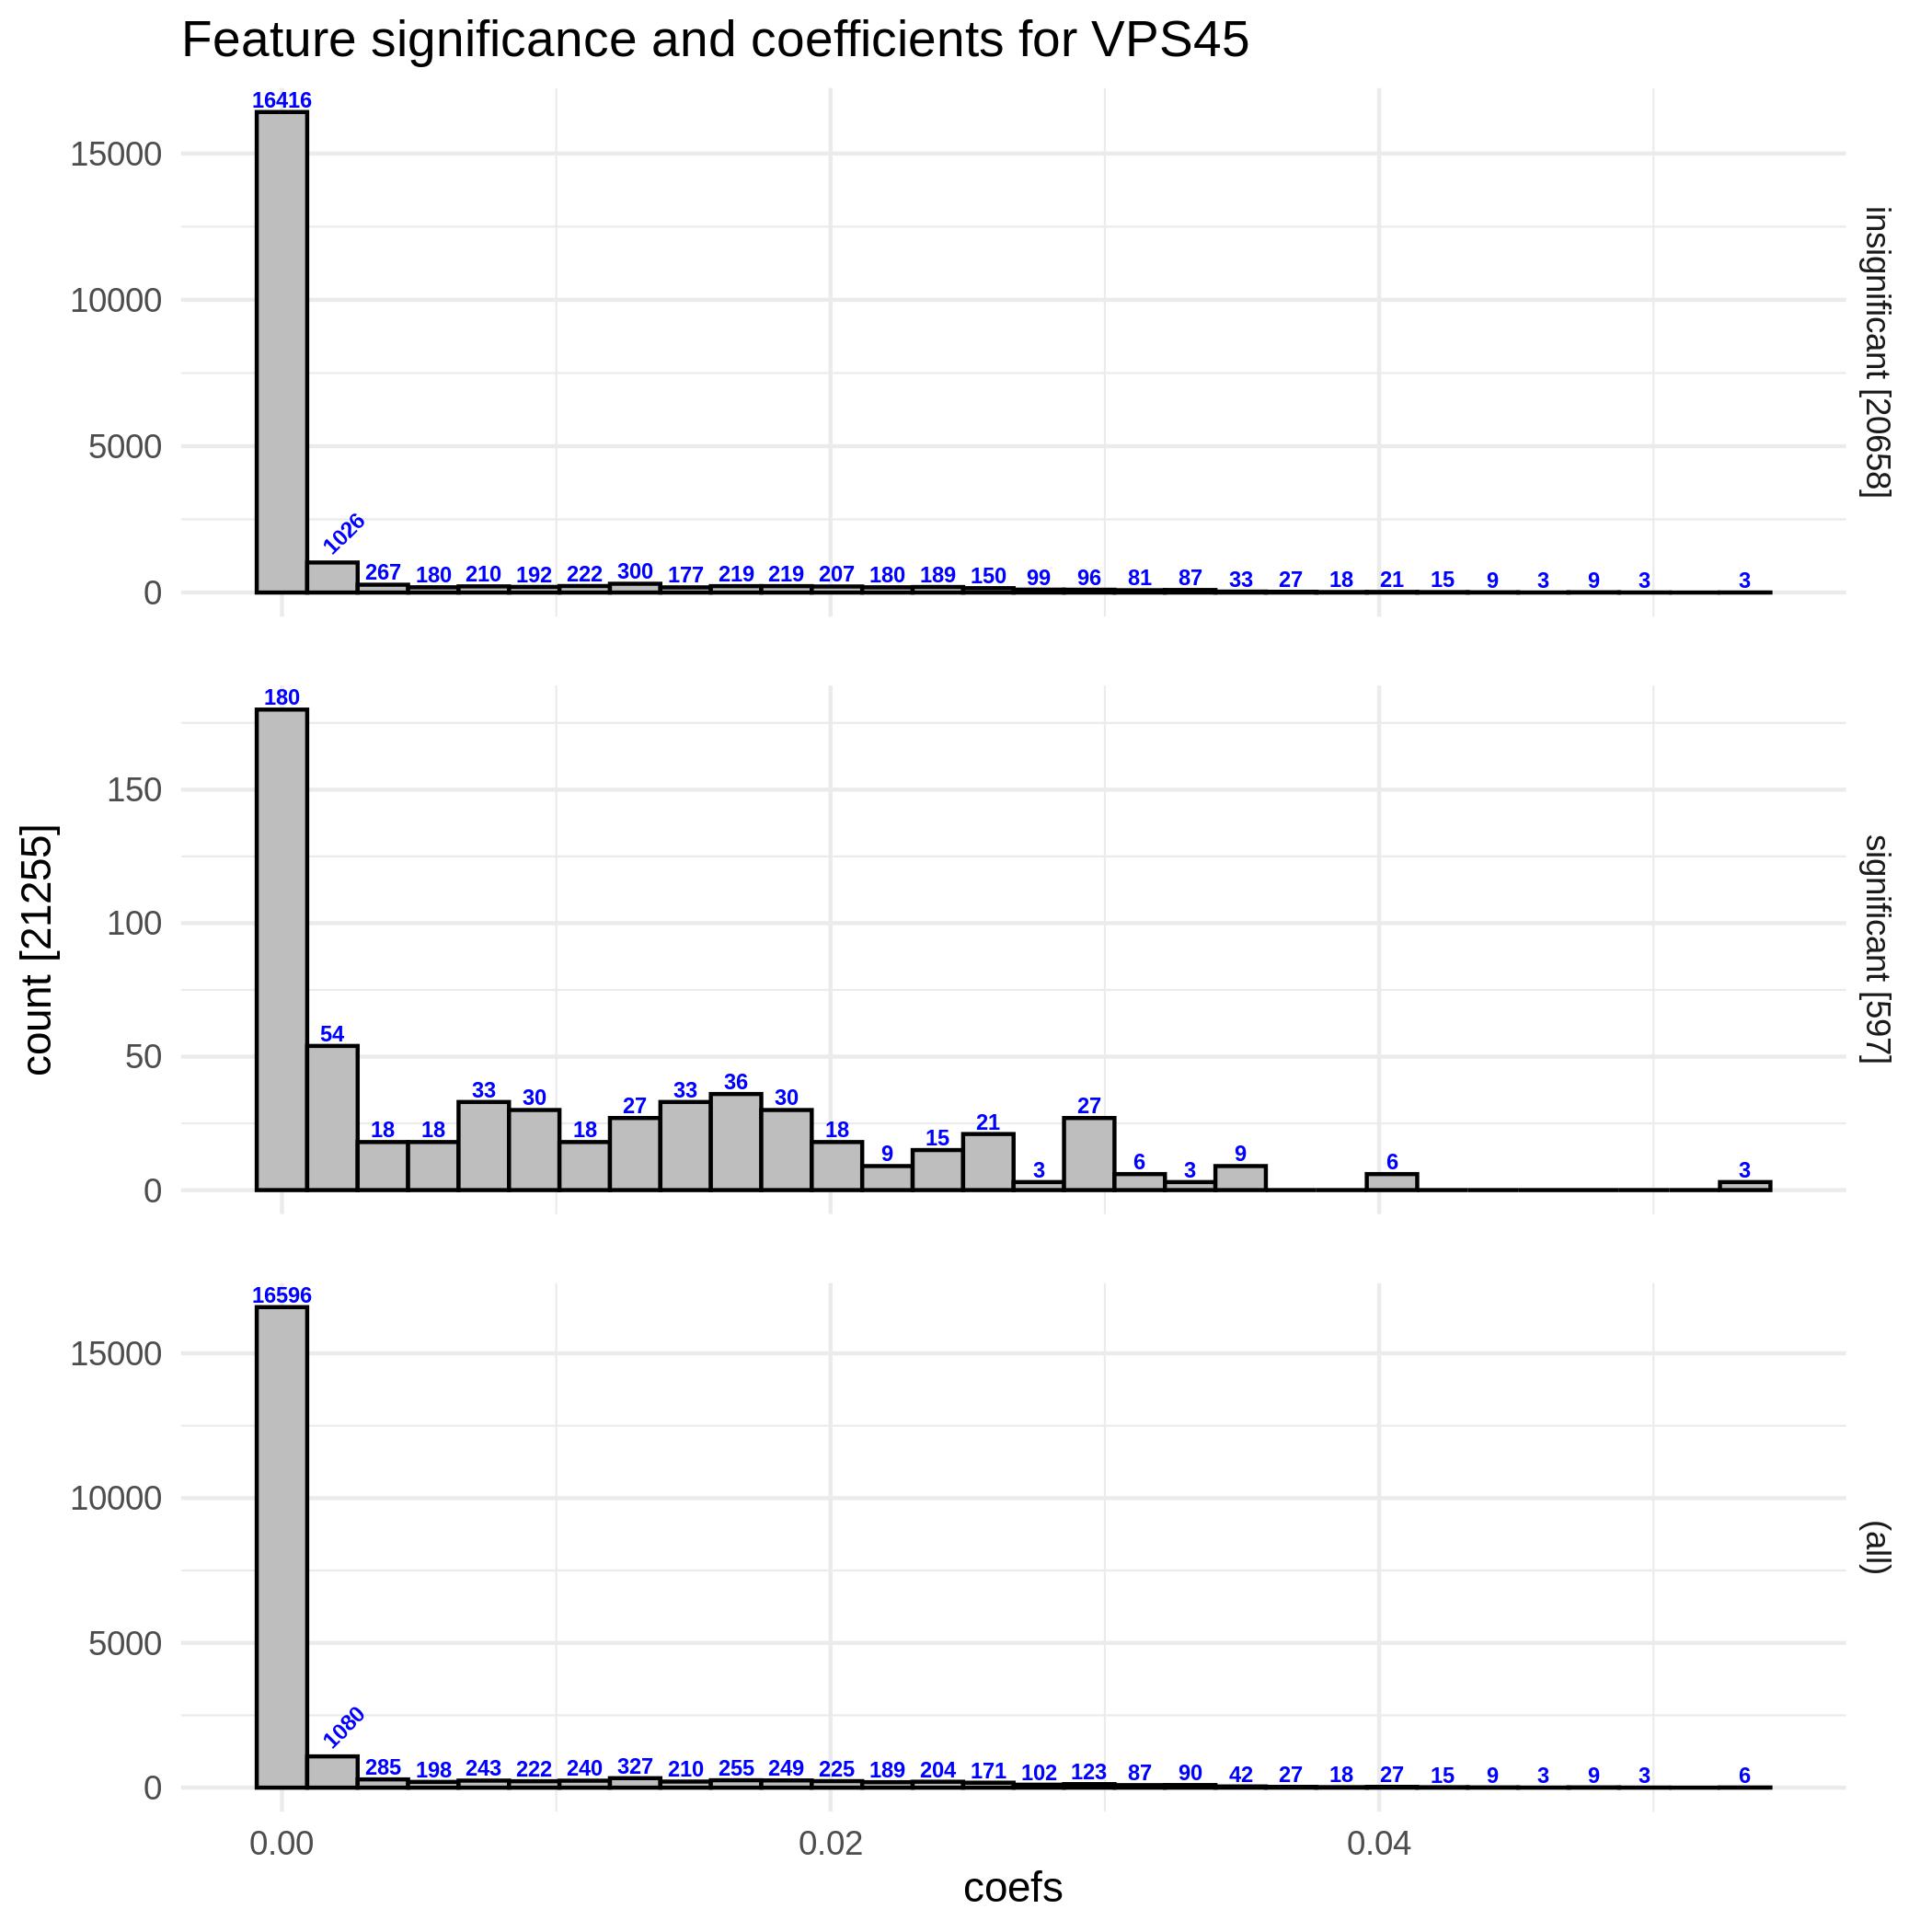 Feature significance and coefficients for VPS45
16416
15000
10000
5000
0
1026
267 180 210 192 222 300 177 219 219 207 180 189 150 99 96 81 87 33 27 18 21 15 9 3 9 3 3
insignificant [20658]
180
150
100
50
0
54
18 18 33 30 18 27 33 36 30 18 9 15 21 3 27 6 3 9 6 3
significant [597]
count [21255]
16596
15000
10000
5000
0
1080
285 198 243 222 240 327 210 255 249 225 189 204 171 102 123 87 90 42 27 18 27 15 9 3 9 3 6
(all)
0.00 0.02 0.04
coefs